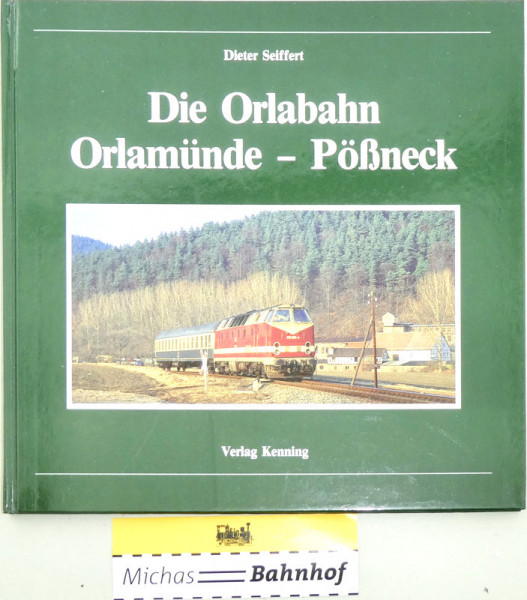 Dieter Seiffert
Die Orlabahn
Orlamünde – Pößneck
Verlag Kenning
Michas Bahnhof